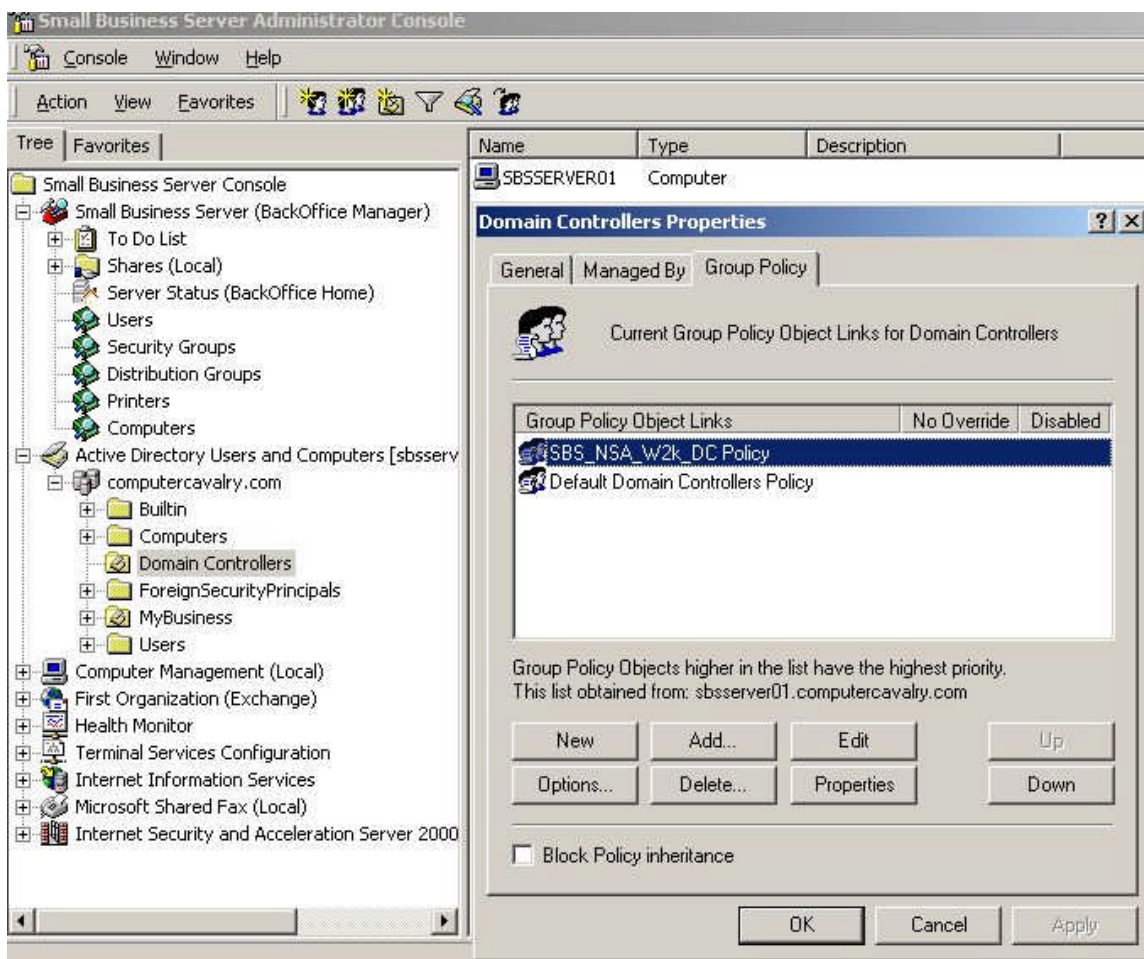 Small Business Server Administrator Console
Console Window Help
Action View Favorites
Tree Favorites
Small Business Server Console
Small Business Server (BackOffice Manager)
To Do List
Shares (Local)
Server Status (BackOffice Home)
Users
Security Groups
Distribution Groups
Printers
Computers
Active Directory Users and Computers [sbsserv
computercavalry.com
Builtin
Computers
Domain Controllers
ForeignSecurityPrincipals
MyBusiness
Users
Computer Management (Local)
First Organization (Exchange)
Health Monitor
Terminal Services Configuration
Internet Information Services
Microsoft Shared Fax (Local)
Internet Security and Acceleration Server 2000
Name Type Description
SBSSERVER01 Computer
Domain Controllers Properties
General Managed By Group Policy
Current Group Policy Object Links for Domain Controllers
Group Policy Object Links No Override Disabled
SBS_NSA_W2k_DC Policy
Default Domain Controllers Policy
Group Policy Objects higher in the list have the highest priority.
This list obtained from: sbsserver01.computercavalry.com
New Add... Edit Up
Options... Delete... Properties Down
Block Policy inheritance
OK Cancel Apply